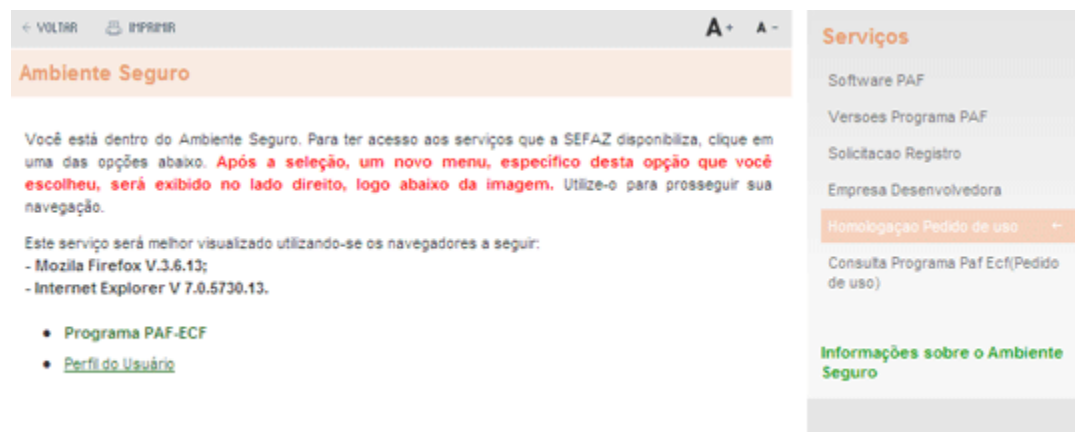 ← VOLTAR IMPRIMIR A+ A-
Ambiente Seguro
Você está dentro do Ambiente Seguro. Para ter acesso aos serviços que a SEFAZ disponibiliza, clique em
uma das opções abaixo. Após a seleção, um novo menu, específico desta opção que você
escolheu, será exibido no lado direito, logo abaixo da imagem. Utilize-o para prosseguir sua
navegação.
Este serviço será melhor visualizado utilizando-se os navegadores a seguir:
- Mozila Firefox V.3.6.13;
- Internet Explorer V 7.0.5730.13.
• Programa PAF-ECF
• Perfil do Usuário
Serviços
Software PAF
Versoes Programa PAF
Solicitacao Registro
Empresa Desenvolvedora
Homologaçao Pedido de uso ←
Consulta Programa Paf Ecf(Pedido
de uso)
Informações sobre o Ambiente
Seguro